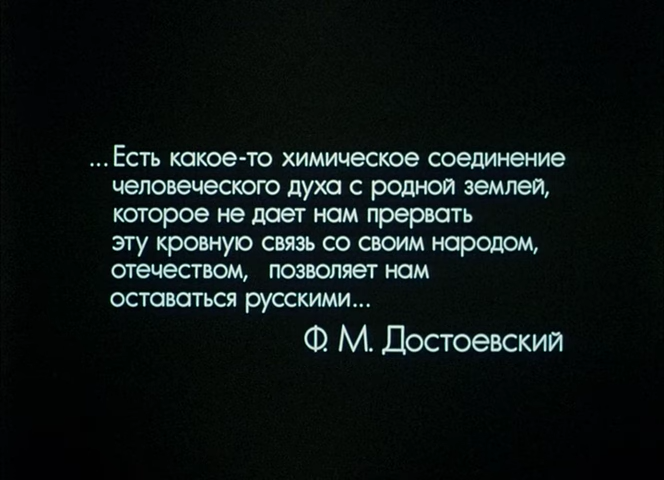 ...Есть какое-то химическое соединение
человеческого духа с родной землей,
которое не дает нам прервать
эту кровную связь со своим народом,
отечеством, позволяет нам
оставаться русскими...
Ф. М. Достоевский